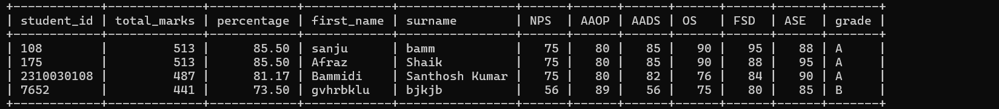 +------------+-------------+------------+------------+----------------+------+------+------+------+------+------+-------+
| student_id | total_marks | percentage | first_name | surname        | NPS  | AAOP | AADS | OS   | FSD  | ASE  | grade |
+------------+-------------+------------+------------+----------------+------+------+------+------+------+------+-------+
| 108        |         513 |      85.50 | sanju      | bamm           |   75 |   80 |   85 |   90 |   95 |   88 | A     |
| 175        |         513 |      85.50 | Afraz      | Shaik          |   75 |   80 |   85 |   90 |   88 |   95 | A     |
| 2310030108 |         487 |      81.17 | Bammidi    | Santhosh Kumar |   75 |   80 |   82 |   76 |   84 |   90 | A     |
| 7652       |         441 |      73.50 | gvhrbklu   | bjkjb          |   56 |   89 |   56 |   75 |   80 |   85 | B     |
+------------+-------------+------------+------------+----------------+------+------+------+------+------+------+-------+